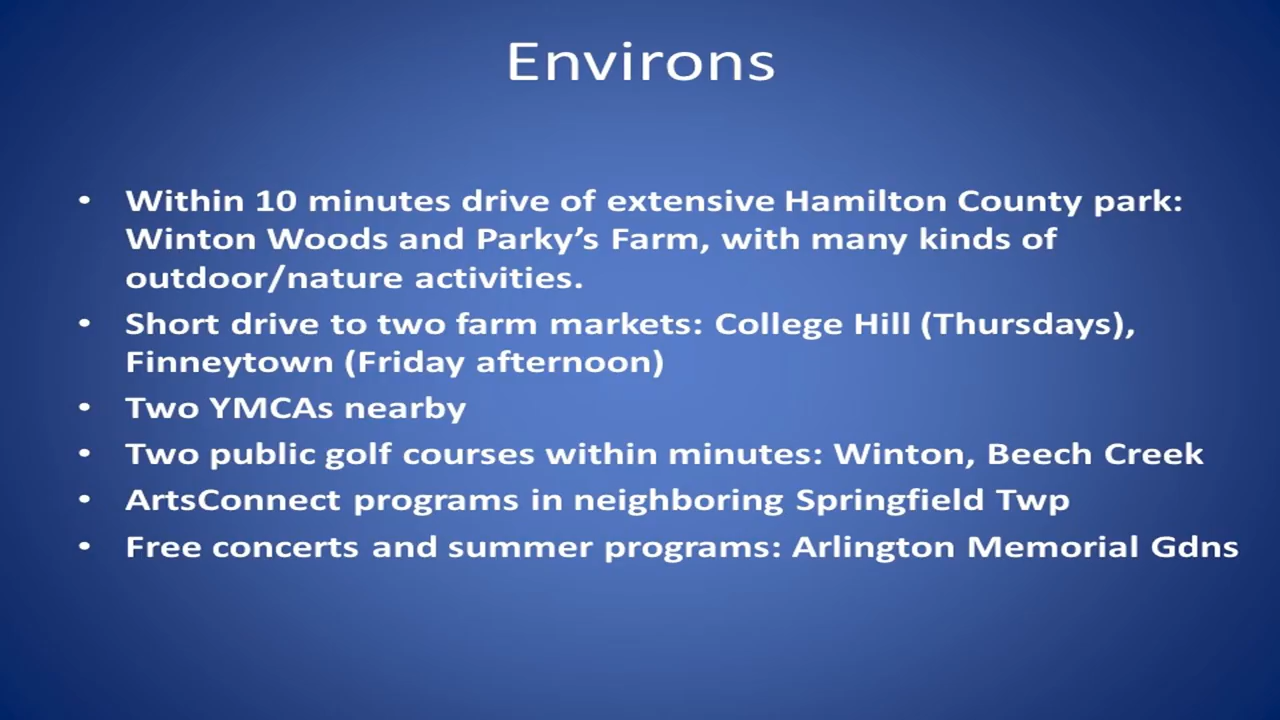 Environs
• Within 10 minutes drive of extensive Hamilton County park:
Winton Woods and Parky’s Farm, with many kinds of
outdoor/nature activities.
• Short drive to two farm markets: College Hill (Thursdays),
Finneytown (Friday afternoon)
• Two YMCAs nearby
• Two public golf courses within minutes: Winton, Beech Creek
• ArtsConnect programs in neighboring Springfield Twp
• Free concerts and summer programs: Arlington Memorial Gdns